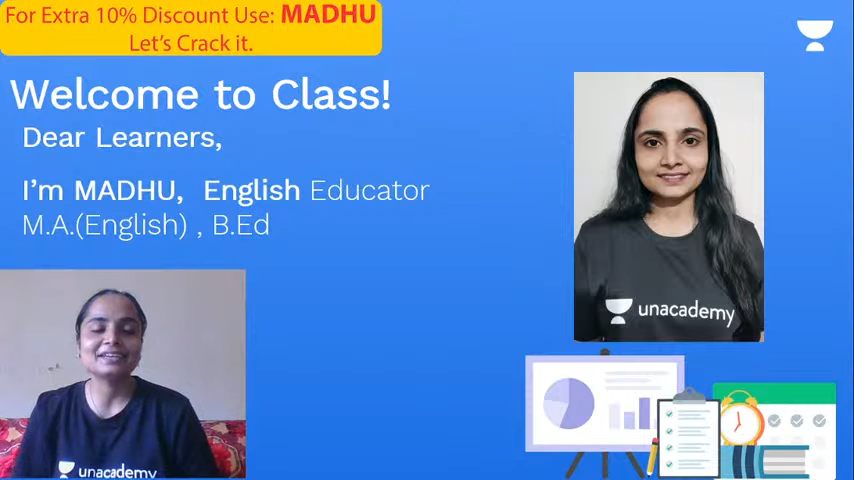 For Extra 10% Discount Use: MADHU
Let's Crack it.
Welcome to Class!
Dear Learners,
I'm MADHU, English Educator
M.A.(English) , B.Ed
unacademy
unacademy